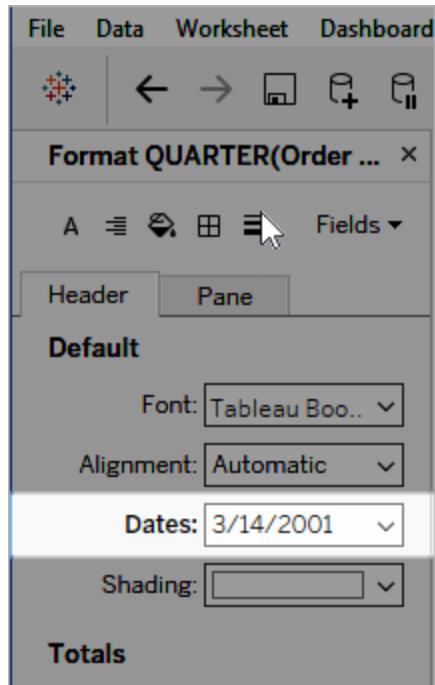 File Data Worksheet Dashboard
Format QUARTER(Order ... ×
A Fields
Header Pane
Default
Font: Tableau Boo..
Alignment: Automatic
Dates: 3/14/2001
Shading:
Totals